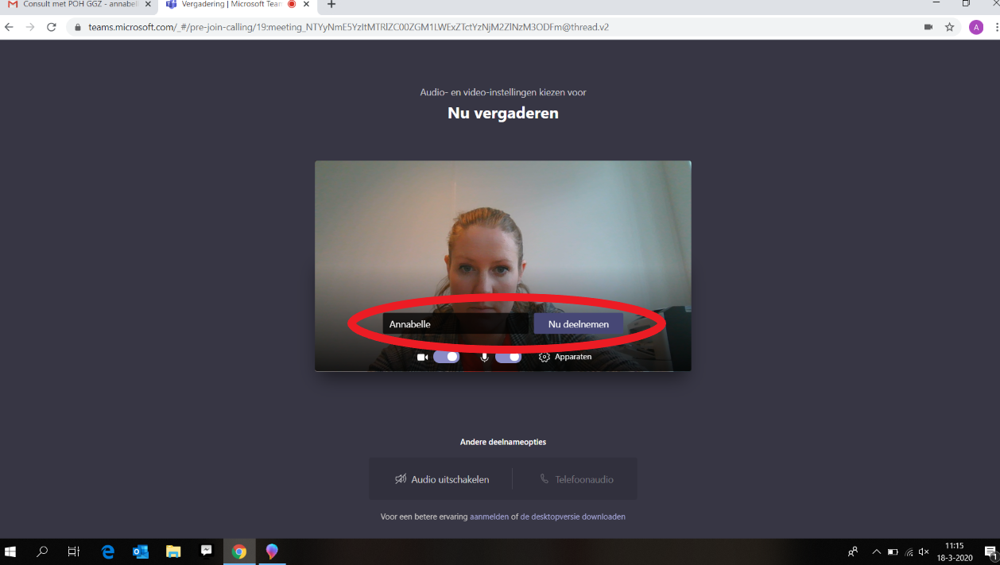 Consult met POH GGZ - annabell
Vergadering | Microsoft Team
teams.microsoft.com/_#/pre-join-calling/19:meeting_NTYyNmE5YzItMTRlZC00ZGM1LWExZTctYzNjM2ZlNzM3ODFm@thread.v2
A
Audio- en video-instellingen kiezen voor
Nu vergaderen
Annabelle
Nu deelnemen
Apparaten
Andere deelnameopties
Audio uitschakelen
Telefoonaudio
Voor een betere ervaring aanmelden of de desktopversie downloaden
11:15
18-3-2020
1